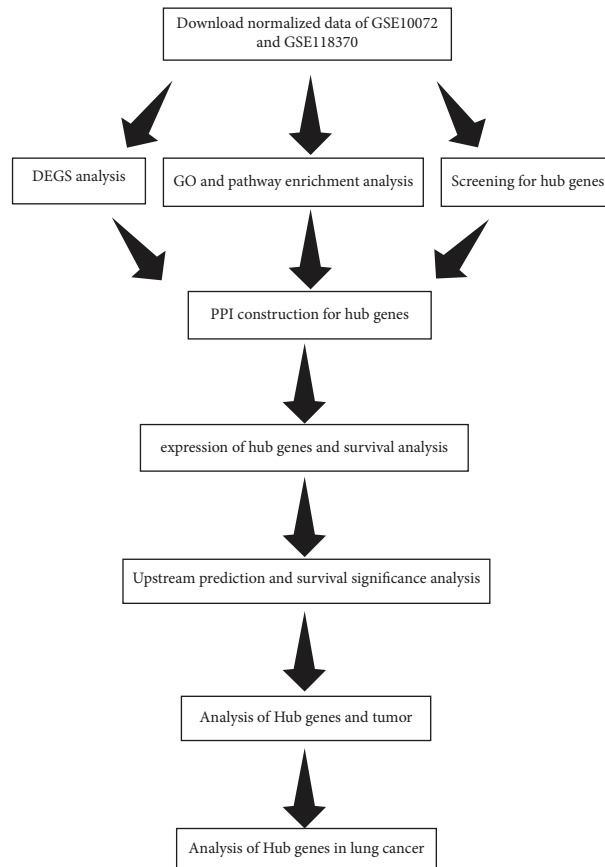 Download normalized data of GSE10072
and GSE118370
DEGS analysis
GO and pathway enrichment analysis
Screening for hub genes
PPI construction for hub genes
expression of hub genes and survival analysis
Upstream prediction and survival significance analysis
Analysis of Hub genes and tumor
Analysis of Hub genes in lung cancer